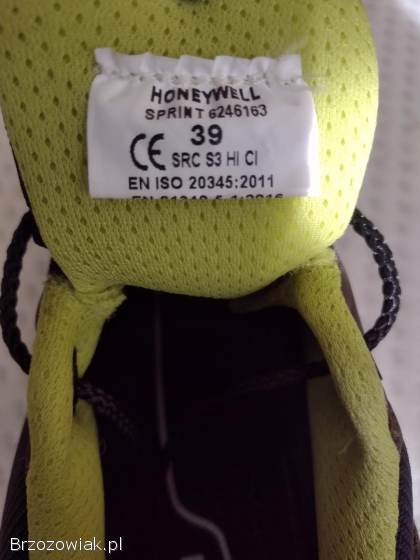 HONEYWELL
SPRINT 6246163
39
CE SRC S3 HI CI
EN ISO 20345:2011
Brzozowiak.pl